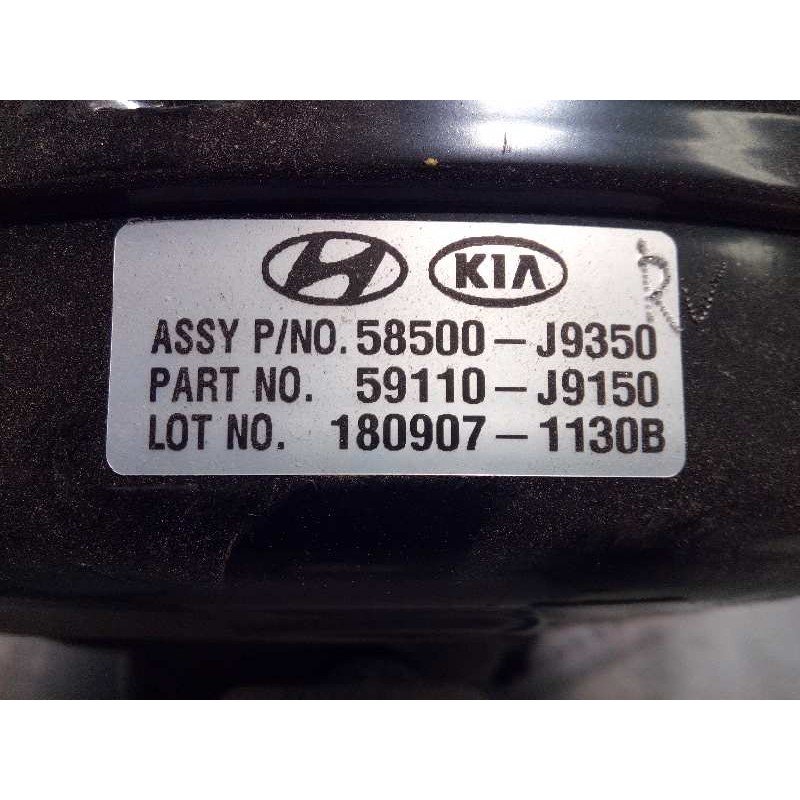 KIA
ASSY P/NO. 58500-J9350
PART NO. 59110-J9150
LOT NO. 180907-1130B